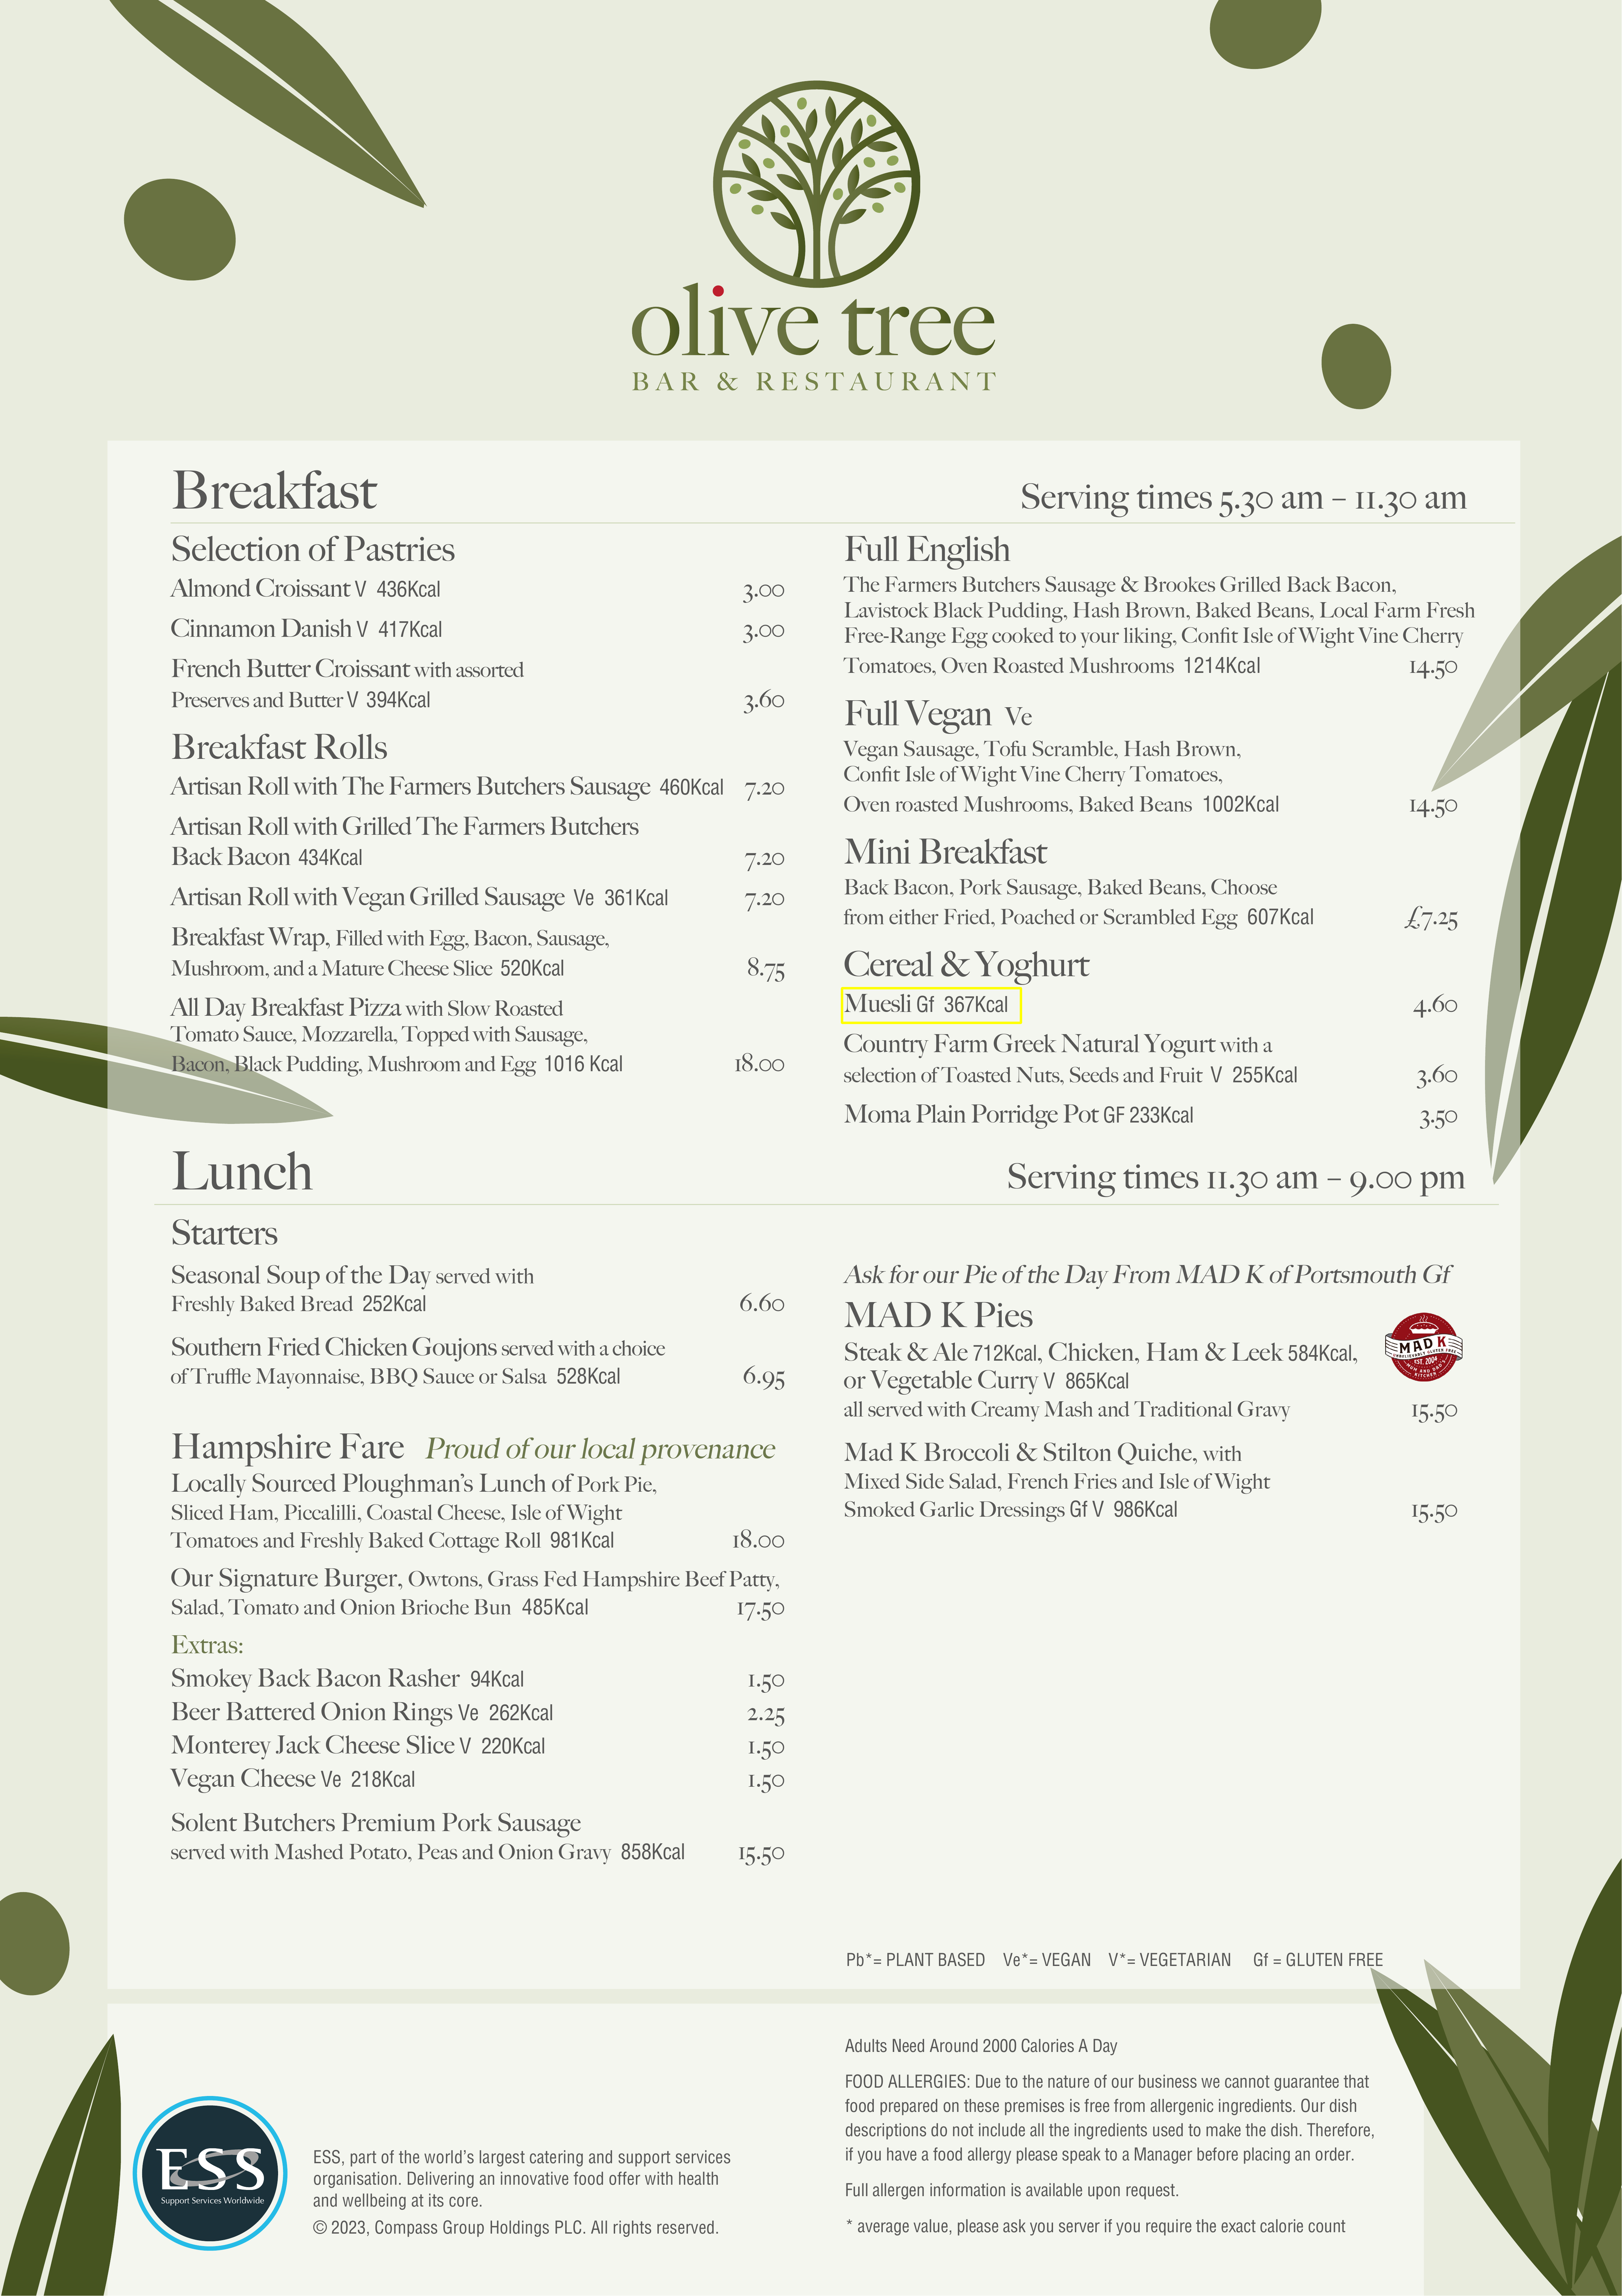 olive tree
BAR & RESTAURANT
Breakfast
Serving times 5.30 am – 11.30 am
Selection of Pastries
Almond Croissant V 436Kcal 3.00
Cinnamon Danish V 417Kcal 3.00
French Butter Croissant with assorted
Preserves and Butter V 394Kcal 3.60
Breakfast Rolls
Artisan Roll with The Farmers Butchers Sausage 460Kcal 7.20
Artisan Roll with Grilled The Farmers Butchers
Back Bacon 434Kcal 7.20
Artisan Roll with Vegan Grilled Sausage Ve 361Kcal 7.20
Breakfast Wrap, Filled with Egg, Bacon, Sausage,
Mushroom, and a Mature Cheese Slice 520Kcal 8.75
All Day Breakfast Pizza with Slow Roasted
Tomato Sauce, Mozzarella, Topped with Sausage,
Bacon, Black Pudding, Mushroom and Egg 1016 Kcal 18.00
Full English
The Farmers Butchers Sausage & Brookes Grilled Back Bacon,
Lavistock Black Pudding, Hash Brown, Baked Beans, Local Farm Fresh
Free-Range Egg cooked to your liking, Confit Isle of Wight Vine Cherry
Tomatoes, Oven Roasted Mushrooms 1214Kcal 14.50
Full Vegan Ve
Vegan Sausage, Tofu Scramble, Hash Brown,
Confit Isle of Wight Vine Cherry Tomatoes,
Oven roasted Mushrooms, Baked Beans 1002Kcal 14.50
Mini Breakfast
Back Bacon, Pork Sausage, Baked Beans, Choose
from either Fried, Poached or Scrambled Egg 607Kcal £7.25
Cereal & Yoghurt
Muesli Gf 367Kcal 4.60
Country Farm Greek Natural Yogurt with a
selection of Toasted Nuts, Seeds and Fruit V 255Kcal 3.60
Moma Plain Porridge Pot GF 233Kcal 3.50
Lunch
Serving times 11.30 am – 9.00 pm
Starters
Seasonal Soup of the Day served with
Freshly Baked Bread 252Kcal 6.60
Southern Fried Chicken Goujons served with a choice
of Truffle Mayonnaise, BBQ Sauce or Salsa 528Kcal 6.95
Hampshire Fare Proud of our local provenance
Locally Sourced Ploughman's Lunch of Pork Pie,
Sliced Ham, Piccalilli, Coastal Cheese, Isle of Wight
Tomatoes and Freshly Baked Cottage Roll 981Kcal 18.00
Our Signature Burger, Owtons, Grass Fed Hampshire Beef Patty,
Salad, Tomato and Onion Brioche Bun 485Kcal 17.50
Extras:
Smokey Back Bacon Rasher 94Kcal 1.50
Beer Battered Onion Rings Ve 262Kcal 2.25
Monterey Jack Cheese Slice V 220Kcal 1.50
Vegan Cheese Ve 218Kcal 1.50
Solent Butchers Premium Pork Sausage
served with Mashed Potato, Peas and Onion Gravy 858Kcal 15.50
Ask for our Pie of the Day From MAD K of Portsmouth Gf
MAD K Pies
Steak & Ale 712Kcal, Chicken, Ham & Leek 584Kcal,
or Vegetable Curry V 865Kcal
all served with Creamy Mash and Traditional Gravy 15.50
MAD K
UNBELIEVABLY GLUTEN FREE
EST. 2004
MUM AND DAD'S
KITCHEN
Mad K Broccoli & Stilton Quiche, with
Mixed Side Salad, French Fries and Isle of Wight
Smoked Garlic Dressings Gf V 986Kcal 15.50
Pb*= PLANT BASED Ve*= VEGAN V*= VEGETARIAN Gf = GLUTEN FREE
ESS
Support Services Worldwide
ESS, part of the world's largest catering and support services
organisation. Delivering an innovative food offer with health
and wellbeing at its core.
© 2023, Compass Group Holdings PLC. All rights reserved.
Adults Need Around 2000 Calories A Day
FOOD ALLERGIES: Due to the nature of our business we cannot guarantee that
food prepared on these premises is free from allergenic ingredients. Our dish
descriptions do not include all the ingredients used to make the dish. Therefore,
if you have a food allergy please speak to a Manager before placing an order.
Full allergen information is available upon request.
* average value, please ask you server if you require the exact calorie count